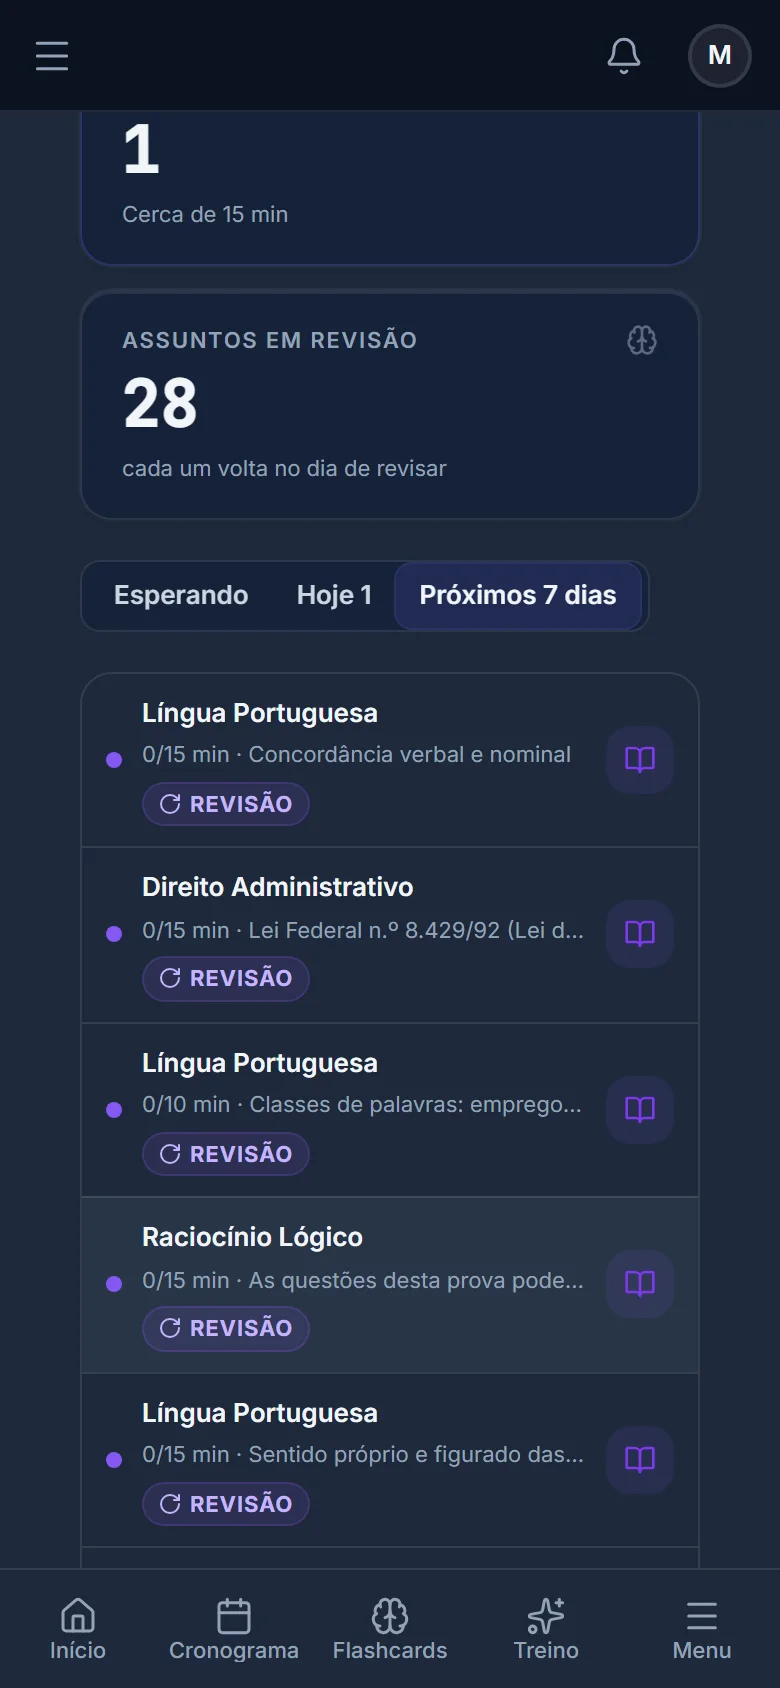 M
1
Cerca de 15 min
ASSUNTOS EM REVISÃO
28
cada um volta no dia de revisar
Esperando Hoje 1 Próximos 7 dias
Língua Portuguesa
0/15 min · Concordância verbal e nominal
REVISÃO
Direito Administrativo
0/15 min · Lei Federal n.º 8.429/92 (Lei d...
REVISÃO
Língua Portuguesa
0/10 min · Classes de palavras: emprego...
REVISÃO
Raciocínio Lógico
0/15 min · As questões desta prova pode...
REVISÃO
Língua Portuguesa
0/15 min · Sentido próprio e figurado das...
REVISÃO
Início Cronograma Flashcards Treino Menu